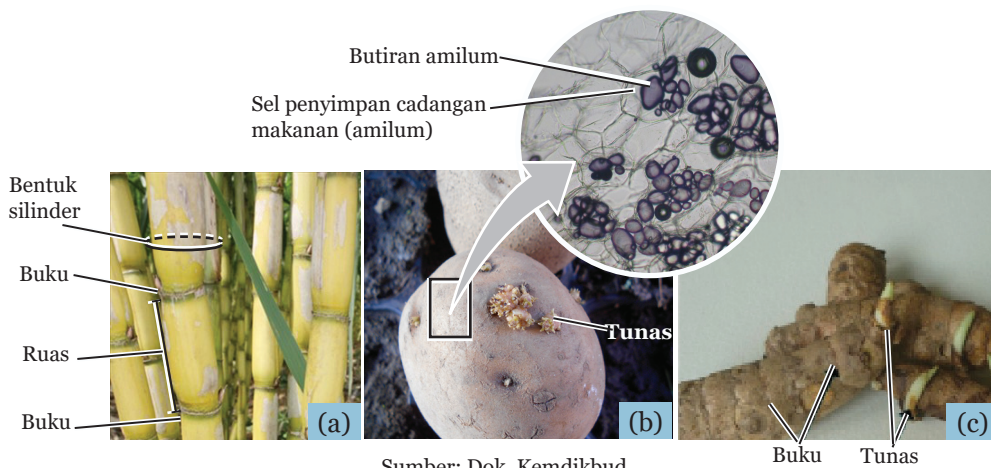 Butiran amilum
Sel penyimpan cadangan
makanan (amilum)
Bentuk
silinder
Buku
Ruas
Buku
(a)
Tunas
(b)
(c)
Buku
Tunas
Sumber: Dok. Kemdikbud